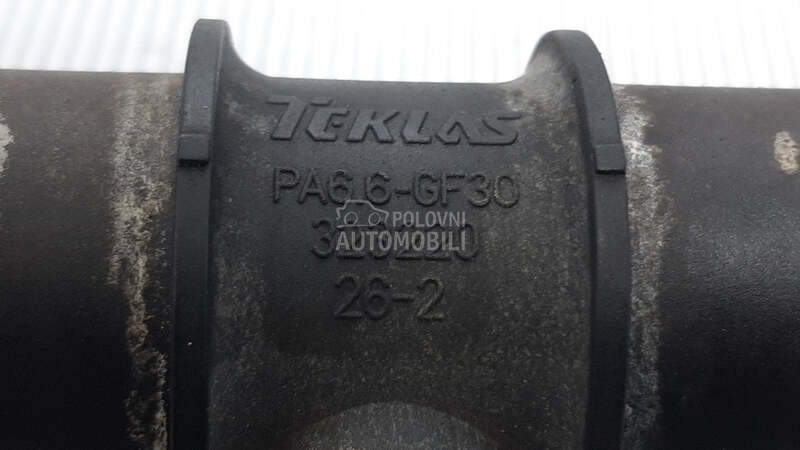 TEKLAS
PA6.6-GF30
POLOVNI
AUTOMOBILI
26-2